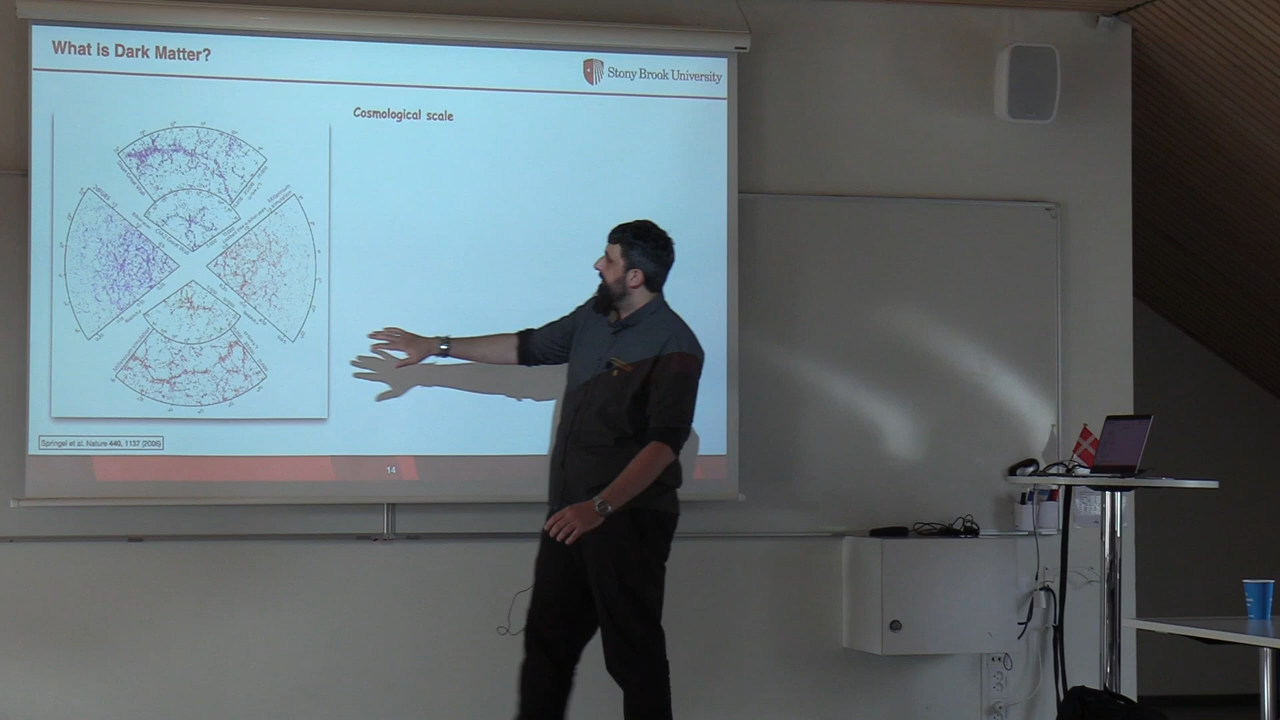 What is Dark Matter?
Stony Brook University
Cosmological scale
Springel et al. Nature 440, 1137 (2006)
14